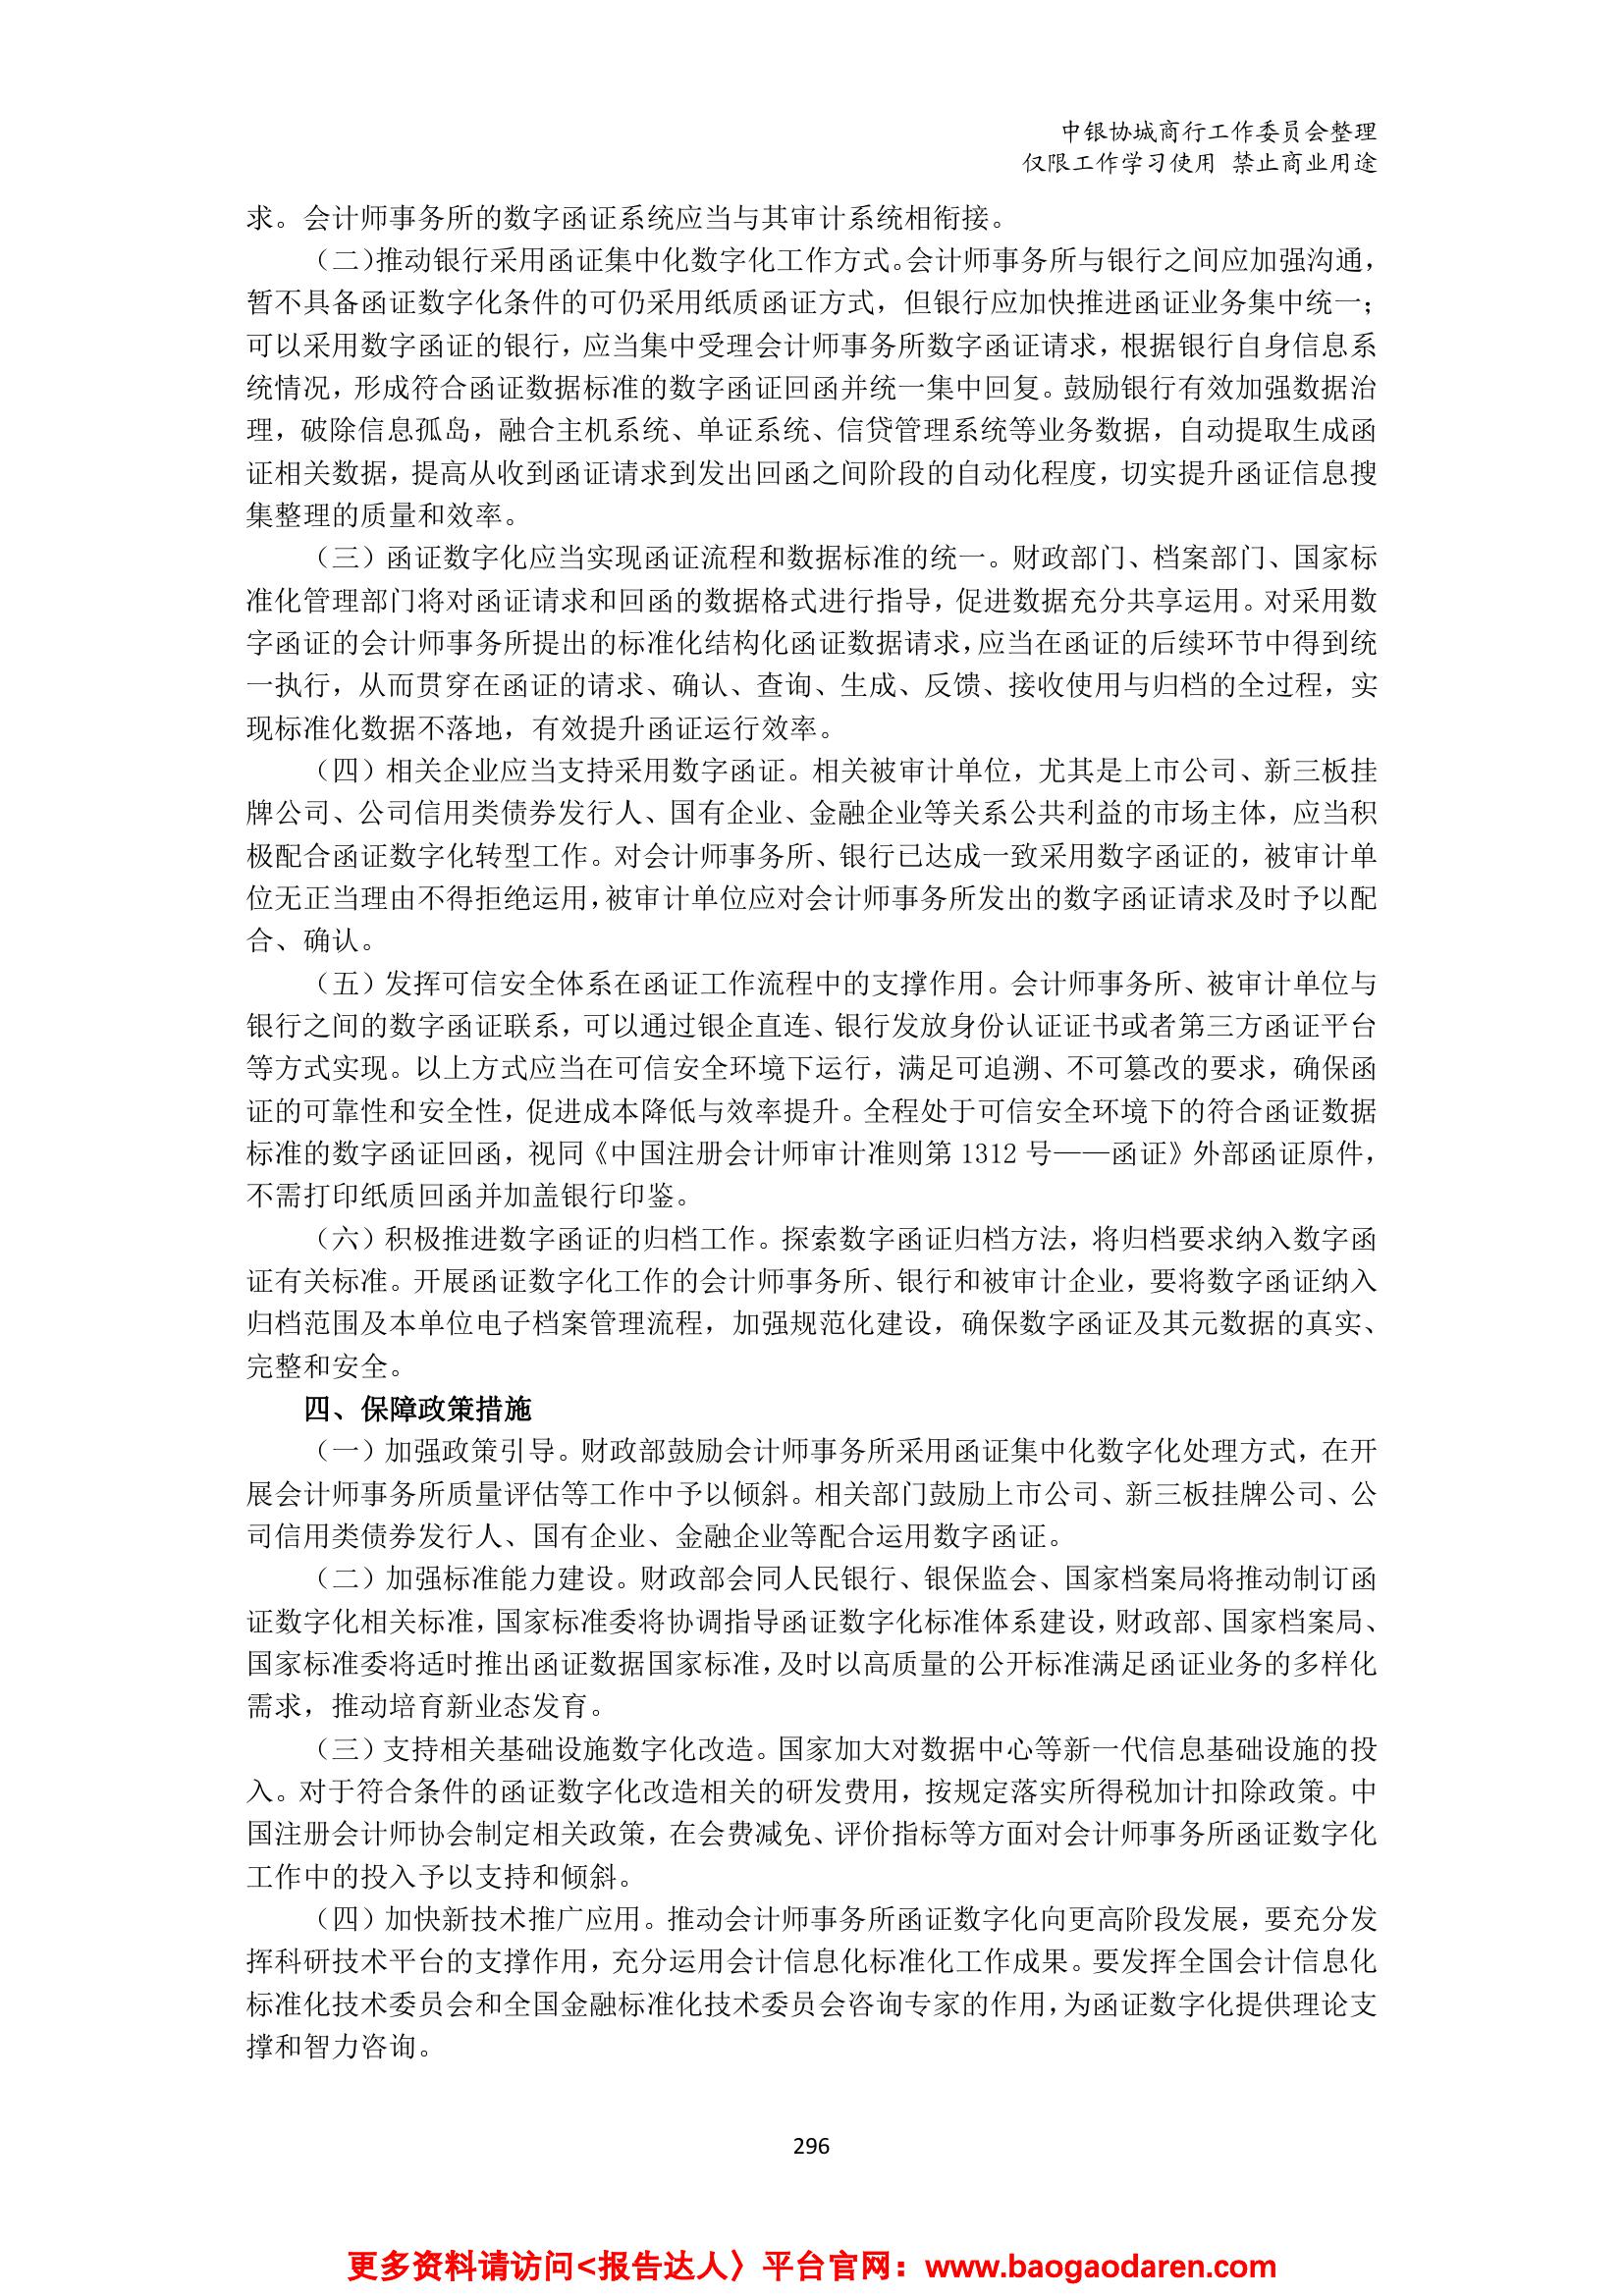 中银协城商行工作委员会整理
仅限工作学习使用 禁止商业用途
求。会计师事务所的数字函证系统应当与其审计系统相衔接。
（二）推动银行采用函证集中化数字化工作方式。会计师事务所与银行之间应加强沟通，
暂不具备函证数字化条件的可仍采用纸质函证方式，但银行应加快推进函证业务集中统一；
可以采用数字函证的银行，应当集中受理会计师事务所数字函证请求，根据银行自身信息系
统情况，形成符合函证数据标准的数字函证回函并统一集中回复。鼓励银行有效加强数据治
理，破除信息孤岛，融合主机系统、单证系统、信贷管理系统等业务数据，自动提取生成函
证相关数据，提高从收到函证请求到发出回函之间阶段的自动化程度，切实提升函证信息搜
集整理的质量和效率。
（三）函证数字化应当实现函证流程和数据标准的统一。财政部门、档案部门、国家标
准化管理部门将对函证请求和回函的数据格式进行指导，促进数据充分共享运用。对采用数
字函证的会计师事务所提出的标准化结构化函证数据请求，应当在函证的后续环节中得到统
一执行，从而贯穿在函证的请求、确认、查询、生成、反馈、接收使用与归档的全过程，实
现标准化数据不落地，有效提升函证运行效率。
（四）相关企业应当支持采用数字函证。相关被审计单位，尤其是上市公司、新三板挂
牌公司、公司信用类债券发行人、国有企业、金融企业等关系公共利益的市场主体，应当积
极配合函证数字化转型工作。对会计师事务所、银行已达成一致采用数字函证的，被审计单
位无正当理由不得拒绝运用，被审计单位应对会计师事务所发出的数字函证请求及时予以配
合、确认。
（五）发挥可信安全体系在函证工作流程中的支撑作用。会计师事务所、被审计单位与
银行之间的数字函证联系，可以通过银企直连、银行发放身份认证证书或者第三方函证平台
等方式实现。以上方式应当在可信安全环境下运行，满足可追溯、不可篡改的要求，确保函
证的可靠性和安全性，促进成本降低与效率提升。全程处于可信安全环境下的符合函证数据
标准的数字函证回函，视同《中国注册会计师审计准则第 1312 号——函证》外部函证原件，
不需打印纸质回函并加盖银行印鉴。
（六）积极推进数字函证的归档工作。探索数字函证归档方法，将归档要求纳入数字函
证有关标准。开展函证数字化工作的会计师事务所、银行和被审计企业，要将数字函证纳入
归档范围及本单位电子档案管理流程，加强规范化建设，确保数字函证及其元数据的真实、
完整和安全。
四、保障政策措施
（一）加强政策引导。财政部鼓励会计师事务所采用函证集中化数字化处理方式，在开
展会计师事务所质量评估等工作中予以倾斜。相关部门鼓励上市公司、新三板挂牌公司、公
司信用类债券发行人、国有企业、金融企业等配合运用数字函证。
（二）加强标准能力建设。财政部会同人民银行、银保监会、国家档案局将推动制订函
证数字化相关标准，国家标准委将协调指导函证数字化标准体系建设，财政部、国家档案局、
国家标准委将适时推出函证数据国家标准，及时以高质量的公开标准满足函证业务的多样化
需求，推动培育新业态发育。
（三）支持相关基础设施数字化改造。国家加大对数据中心等新一代信息基础设施的投
入。对于符合条件的函证数字化改造相关的研发费用，按规定落实所得税加计扣除政策。中
国注册会计师协会制定相关政策，在会费减免、评价指标等方面对会计师事务所函证数字化
工作中的投入予以支持和倾斜。
（四）加快新技术推广应用。推动会计师事务所函证数字化向更高阶段发展，要充分发
挥科研技术平台的支撑作用，充分运用会计信息化标准化工作成果。要发挥全国会计信息化
标准化技术委员会和全国金融标准化技术委员会咨询专家的作用，为函证数字化提供理论支
撑和智力咨询。
296
更多资料请访问<报告达人〉平台官网：www.baogaodaren.com